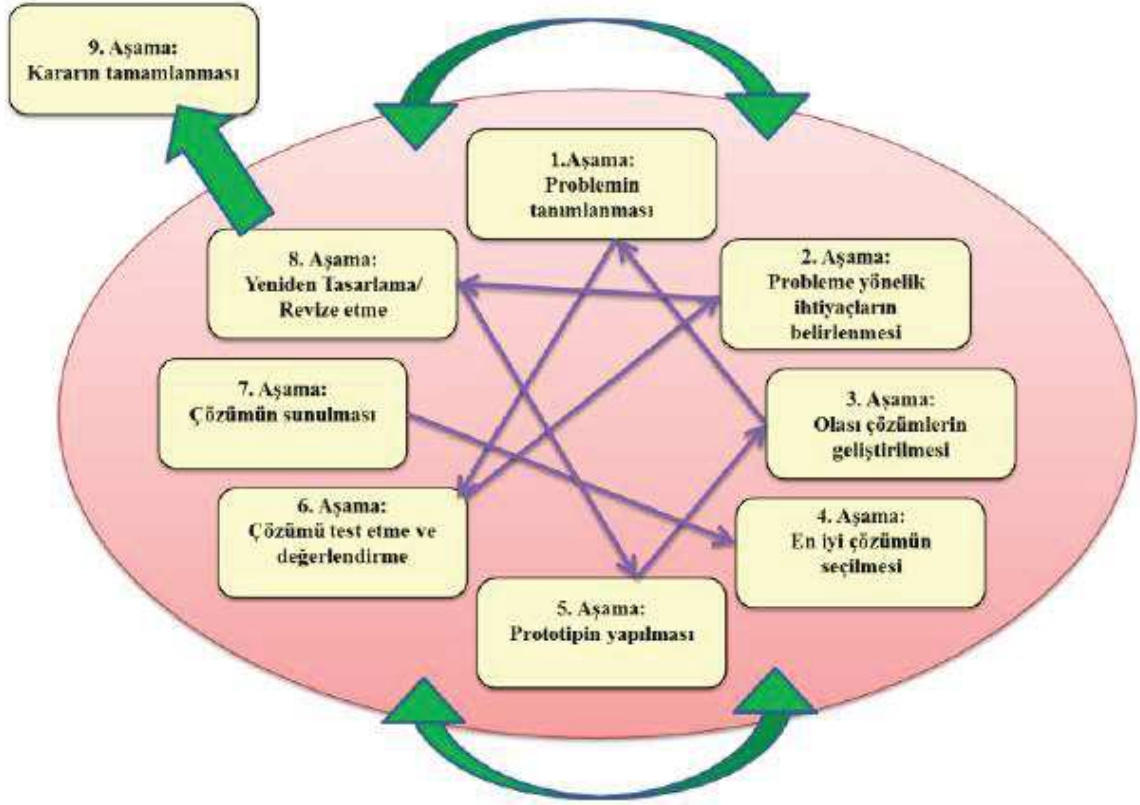 9. Aşama:
Kararın tamamlanması
1.Aşama:
Problemin
tanımlanması
2. Aşama:
Probleme yönelik
ihtiyaçların
belirlenmesi
3. Aşama:
Olası çözümlerin
geliştirilmesi
4. Aşama:
En iyi çözümün
seçilmesi
5. Aşama:
Prototipin yapılması
6. Aşama:
Çözümü test etme ve
değerlendirme
7. Aşama:
Çözümün sunulması
8. Aşama:
Yeniden Tasarlama/
Revize etme